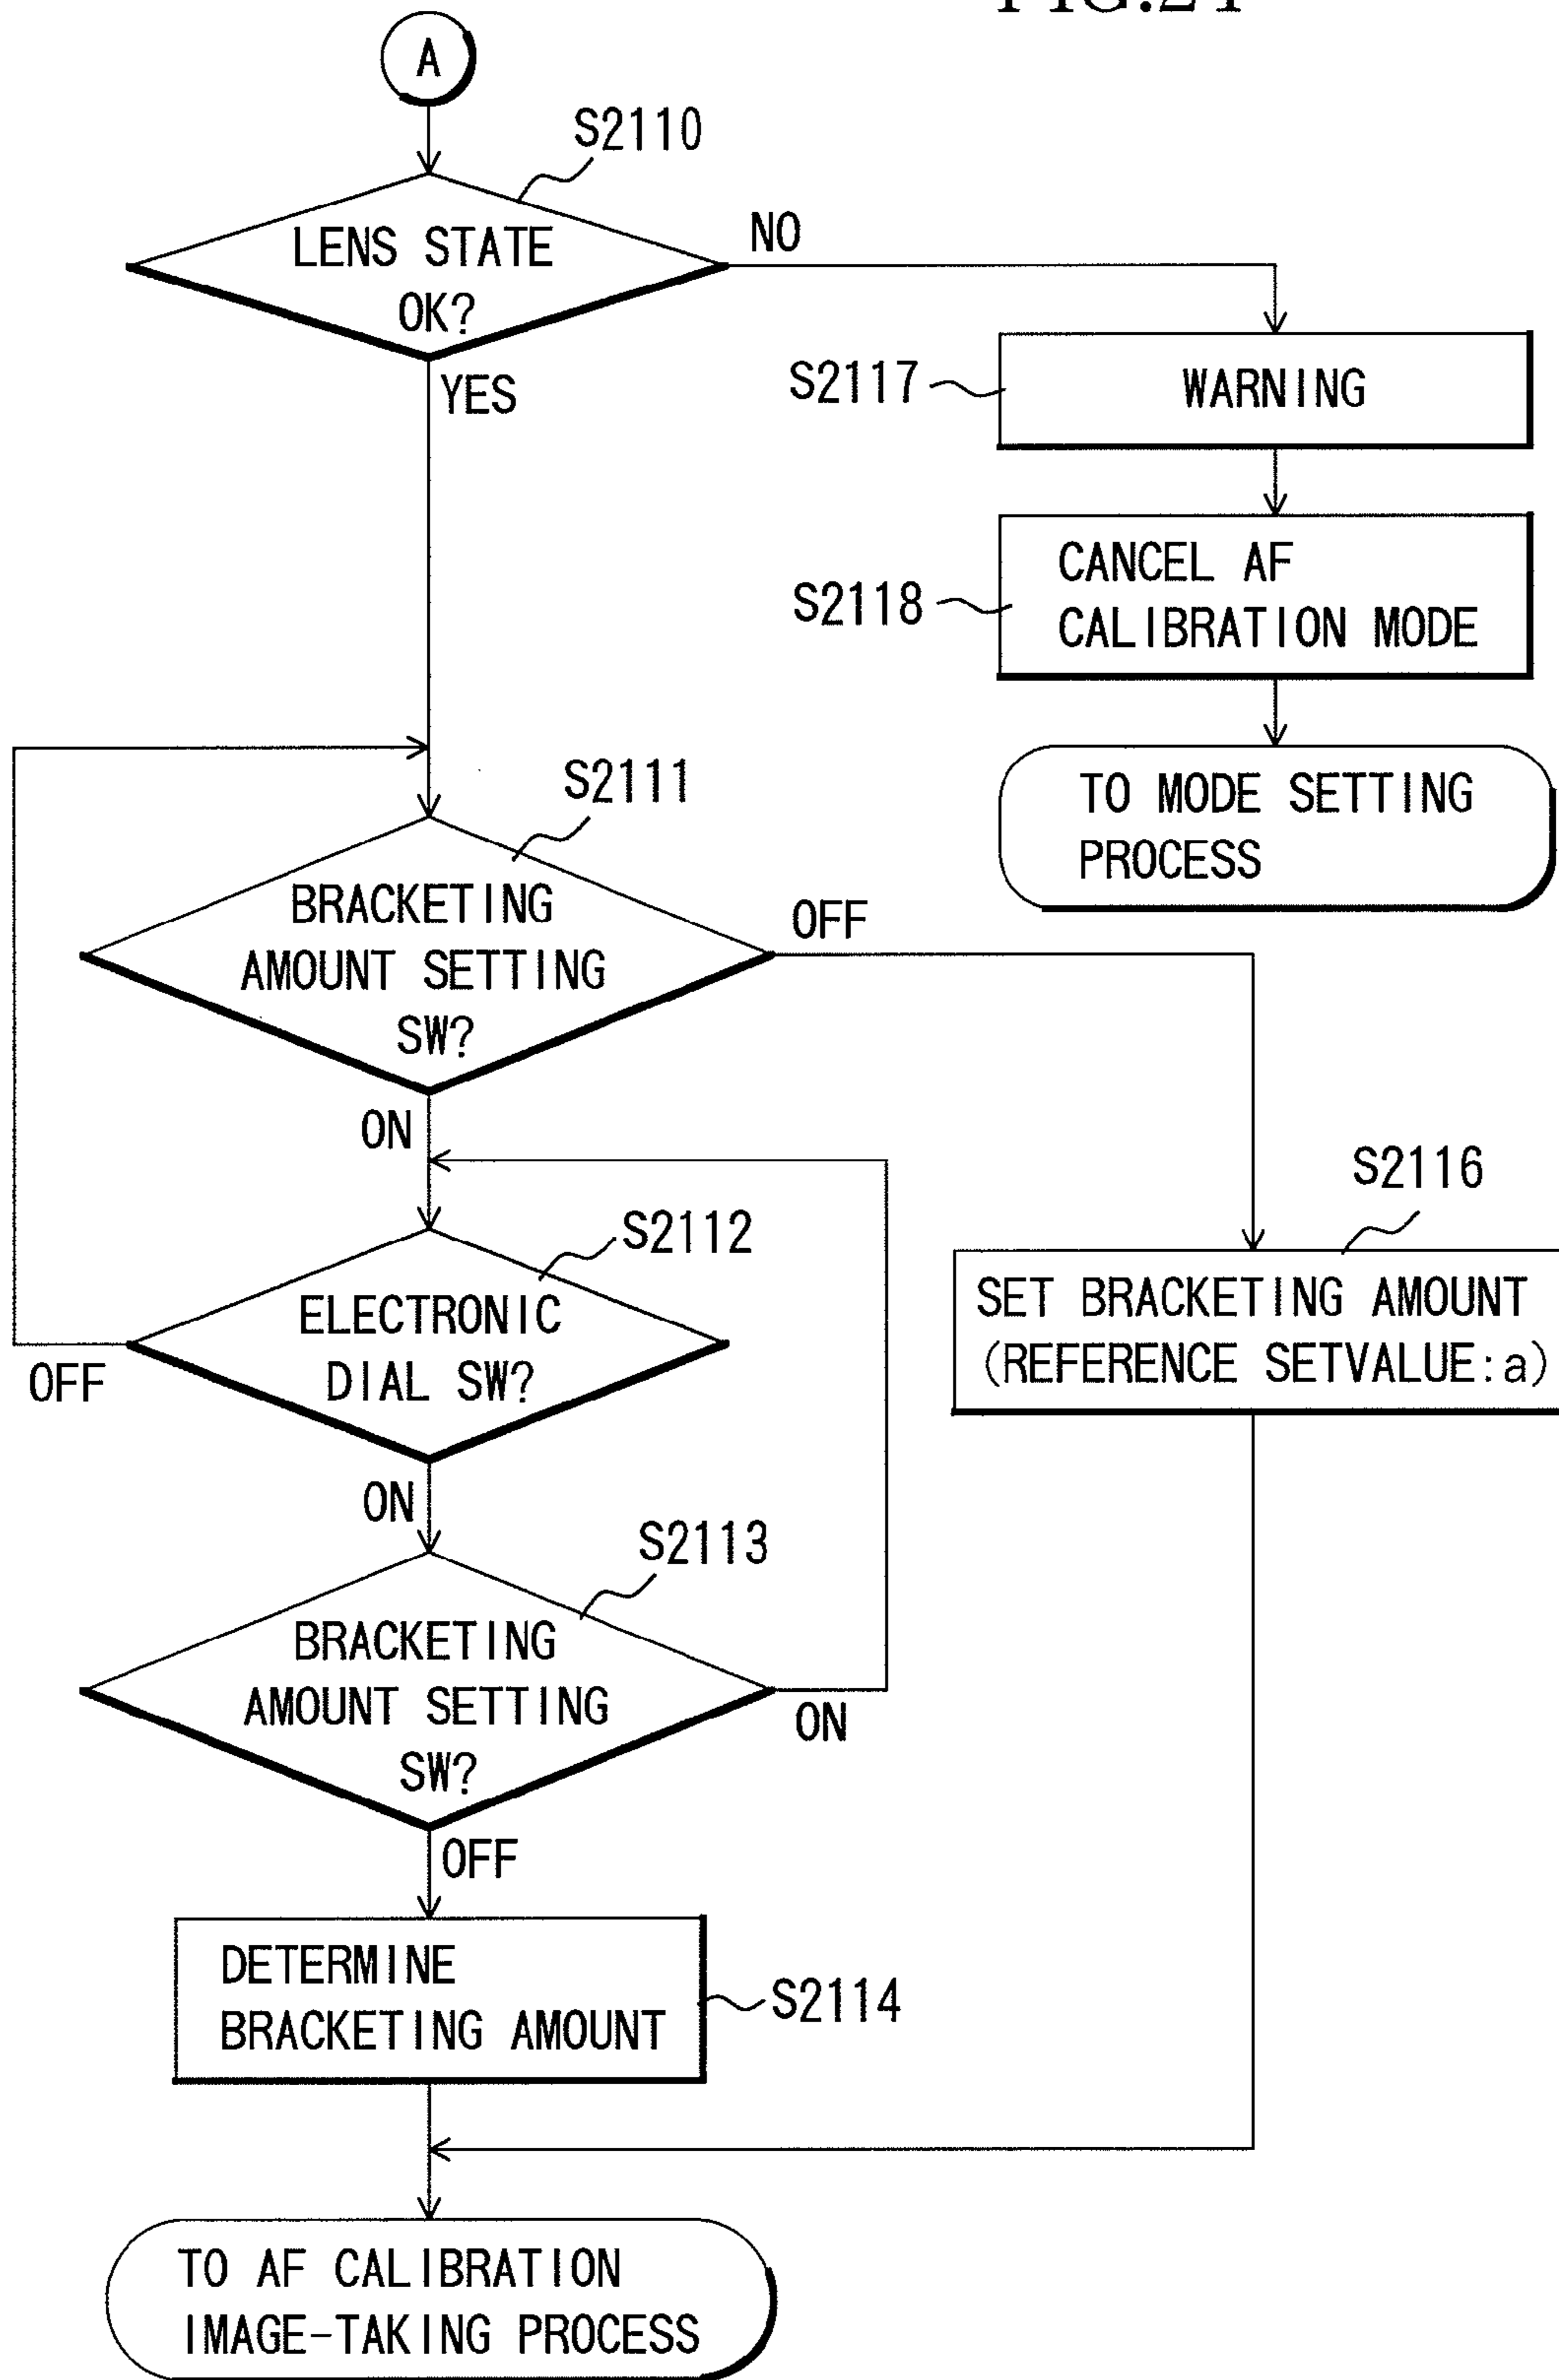 FIG.21
A
S2110
LENS STATE
OK?
NO
YES
S2117
WARNING
S2118
CANCEL AF
CALIBRATION MODE
TO MODE SETTING
PROCESS
S2111
BRACKETING
AMOUNT SETTING
SW?
OFF
ON
S2116
SET BRACKETING AMOUNT
(REFERENCE SETVALUE:a)
S2112
ELECTRONIC
DIAL SW?
OFF
ON
S2113
BRACKETING
AMOUNT SETTING
SW?
ON
OFF
DETERMINE
BRACKETING AMOUNT
S2114
TO AF CALIBRATION
IMAGE-TAKING PROCESS